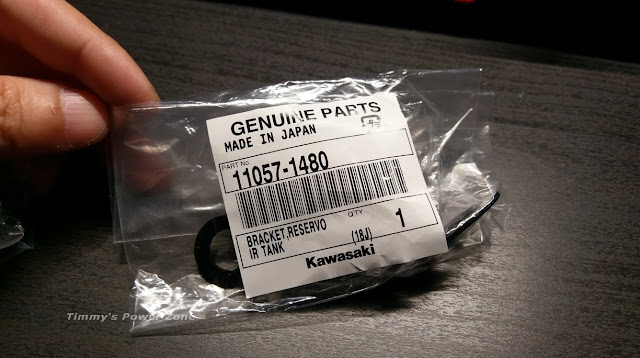 GENUINE PARTS
MADE IN JAPAN
PART NO.
11057-1480
BRACKET,RESERVO
IR TANK
QTY
1
(18J)
Kawasaki
Timmy's Power Zone